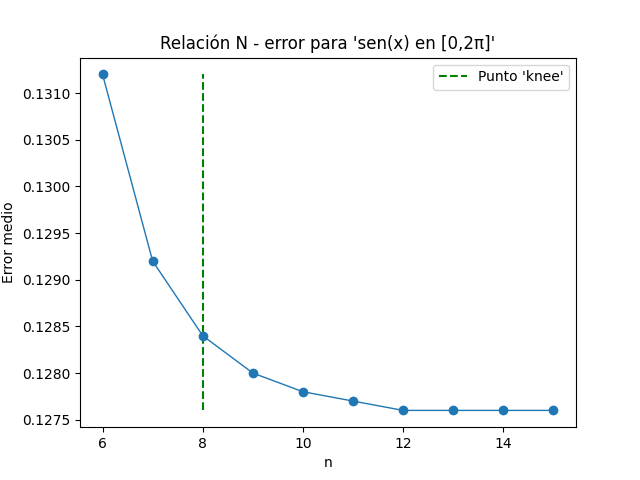 Relación N - error para 'sen(x) en [0,2π]'
Punto 'knee'
Error medio
0.1310
0.1305
0.1300
0.1295
0.1290
0.1285
0.1280
0.1275
6 8 10 12 14
n